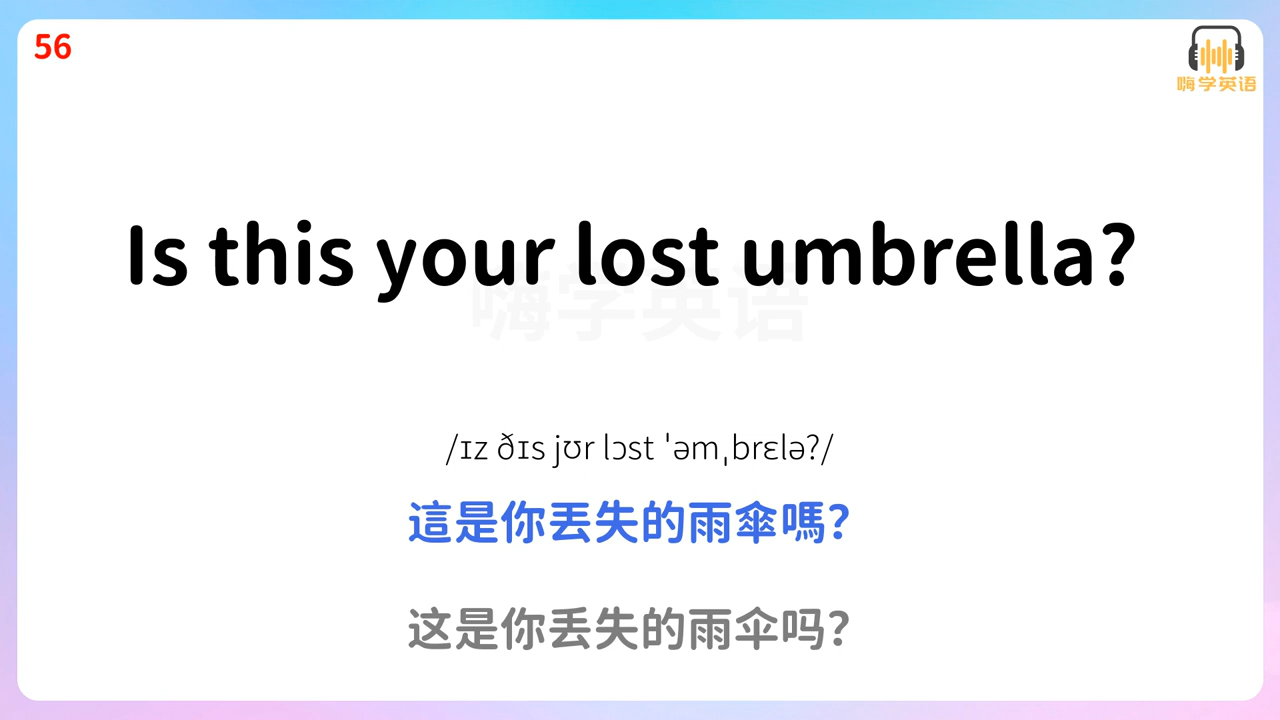 56
嗨学英语
Is this your lost umbrella?
嗨学英语
/ɪz ðɪs jʊr lɔst ˈəmˌbrɛlə?/
這是你丟失的雨傘嗎?
这是你丢失的雨伞吗?